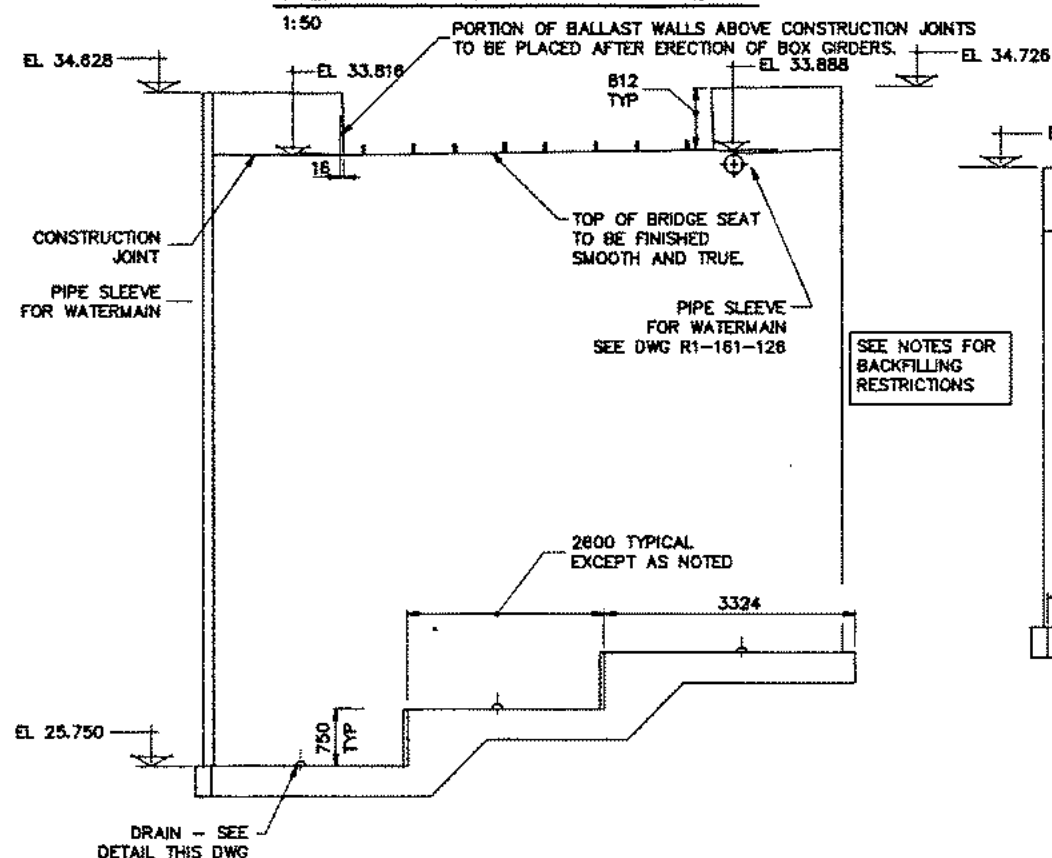 1:50
PORTION OF BALLAST WALLS ABOVE CONSTRUCTION JOINTS
TO BE PLACED AFTER ERECTION OF BOX GIRDERS.
EL 34.628
EL 33.816
812
TYP
EL 33.888
EL 34.726
16
CONSTRUCTION
JOINT
TOP OF BRIDGE SEAT
TO BE FINISHED
SMOOTH AND TRUE.
PIPE SLEEVE
FOR WATERMAIN
PIPE SLEEVE
FOR WATERMAIN
SEE DWG R1-161-126
SEE NOTES FOR
BACKFILLING
RESTRICTIONS
2600 TYPICAL
EXCEPT AS NOTED
3324
EL 25.750
750
TYP
DRAIN - SEE
DETAIL THIS DWG